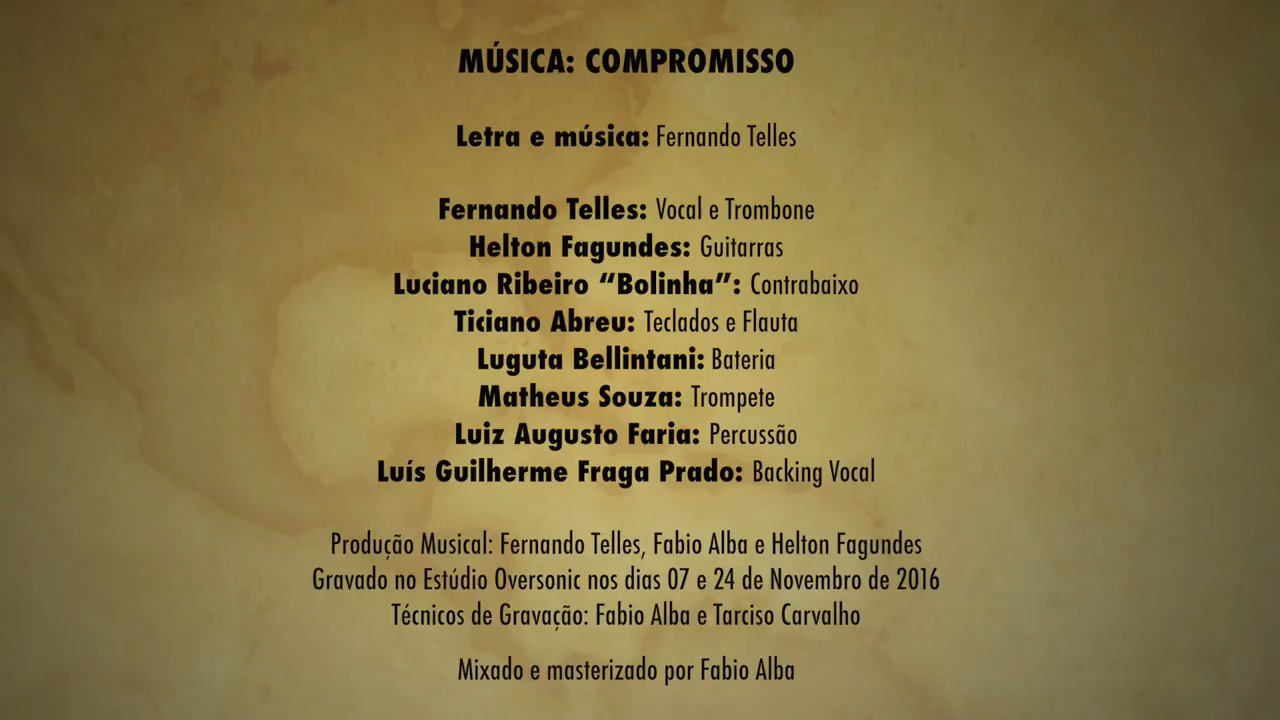 MÚSICA: COMPROMISSO
Letra e música: Fernando Telles
Fernando Telles: Vocal e Trombone
Helton Fagundes: Guitarras
Luciano Ribeiro “Bolinha”: Contrabaixo
Ticiano Abreu: Teclados e Flauta
Luguta Bellintani: Bateria
Matheus Souza: Trompete
Luiz Augusto Faria: Percussão
Luís Guilherme Fraga Prado: Backing Vocal
Produção Musical: Fernando Telles, Fabio Alba e Helton Fagundes
Gravado no Estúdio Oversonic nos dias 07 e 24 de Novembro de 2016
Técnicos de Gravação: Fabio Alba e Tarciso Carvalho
Mixado e masterizado por Fabio Alba